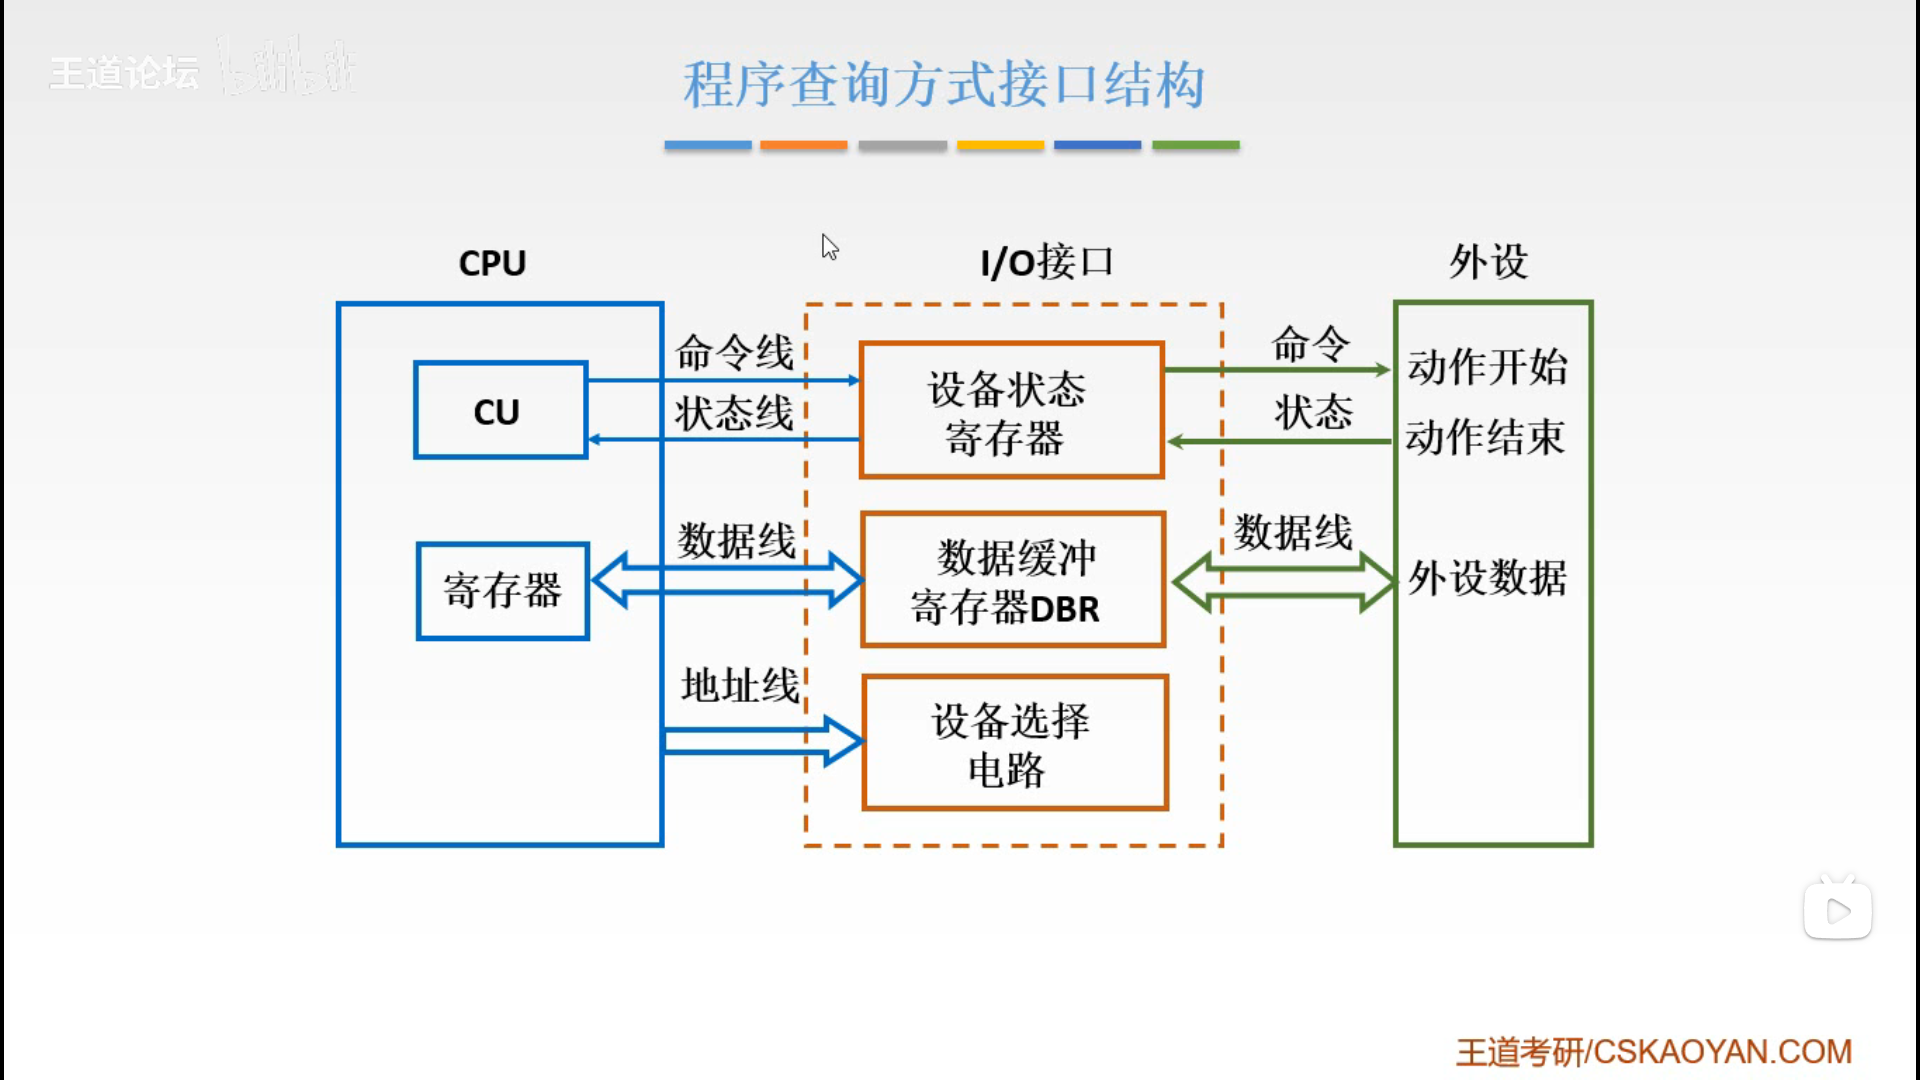 王道论坛 bilibili
程序查询方式接口结构
CPU
I/O接口
外设
命令线
状态线
CU
设备状态
寄存器
命令
状态
动作开始
动作结束
数据线
寄存器
数据缓冲
寄存器DBR
数据线
外设数据
地址线
设备选择
电路
王道考研/CSKAOYAN.COM